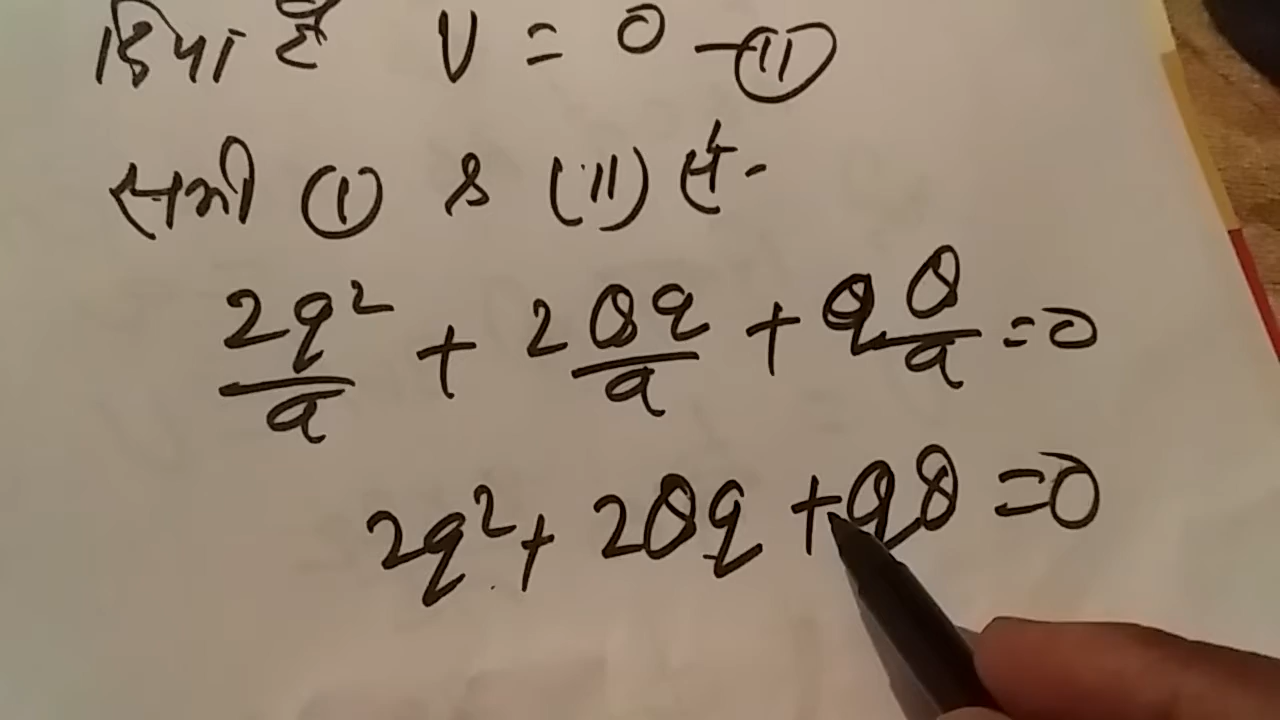 दिया है V = 0 -(II)
समी (I) & (II) से -
2q²/a + 2Qq/a + qQ/a = 0
2q² + 2Qq + qQ = 0